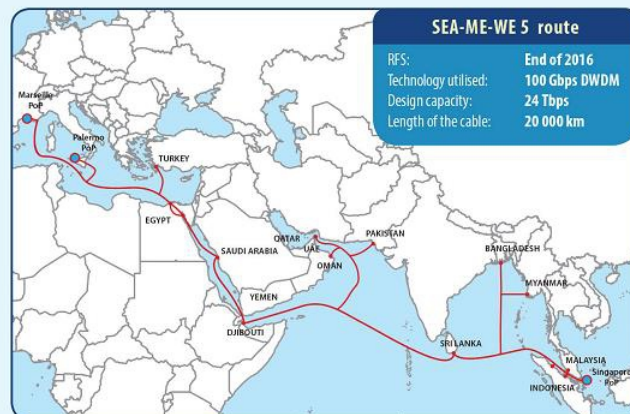 SEA-ME-WE 5 route
RFS: End of 2016
Technology utilised: 100 Gbps DWDM
Design capacity: 24 Tbps
Length of the cable: 20 000 km
Marseille
PoP
Palermo
PoP
TURKEY
EGYPT
SAUDI ARABIA
QATAR
UAE
OMAN
PAKISTAN
YEMEN
DJIBOUTI
BANGLADESH
MYANMAR
SRI LANKA
MALAYSIA
Singapore
PoP
INDONESIA